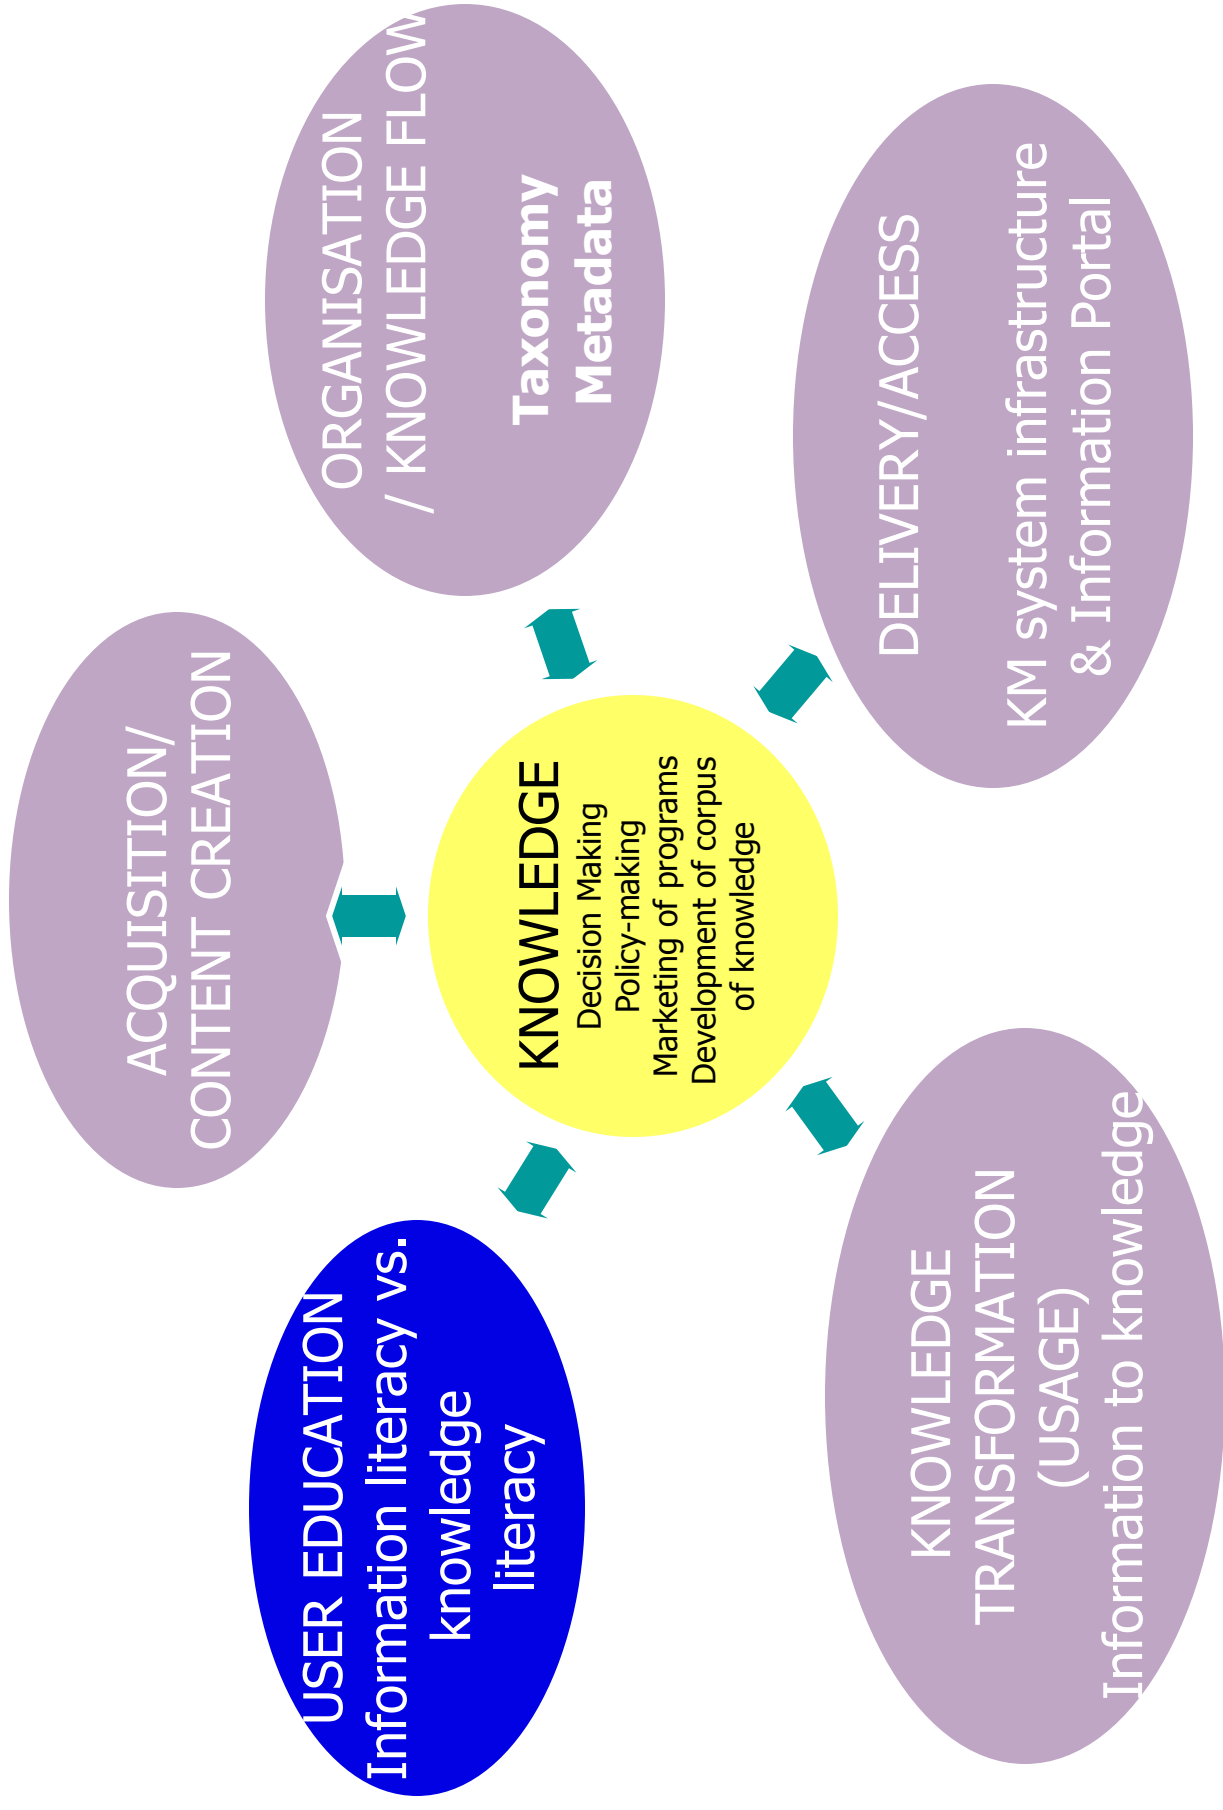 ACQUISITION/
CONTENT CREATION
ORGANISATION
/ KNOWLEDGE FLOW
Taxonomy
Metadata
DELIVERY/ACCESS
KM system infrastructure
& Information Portal
KNOWLEDGE
TRANSFORMATION
(USAGE)
Information to knowledge
USER EDUCATION
Information literacy vs.
knowledge
literacy
KNOWLEDGE
Decision Making
Policy-making
Marketing of programs
Development of corpus
of knowledge